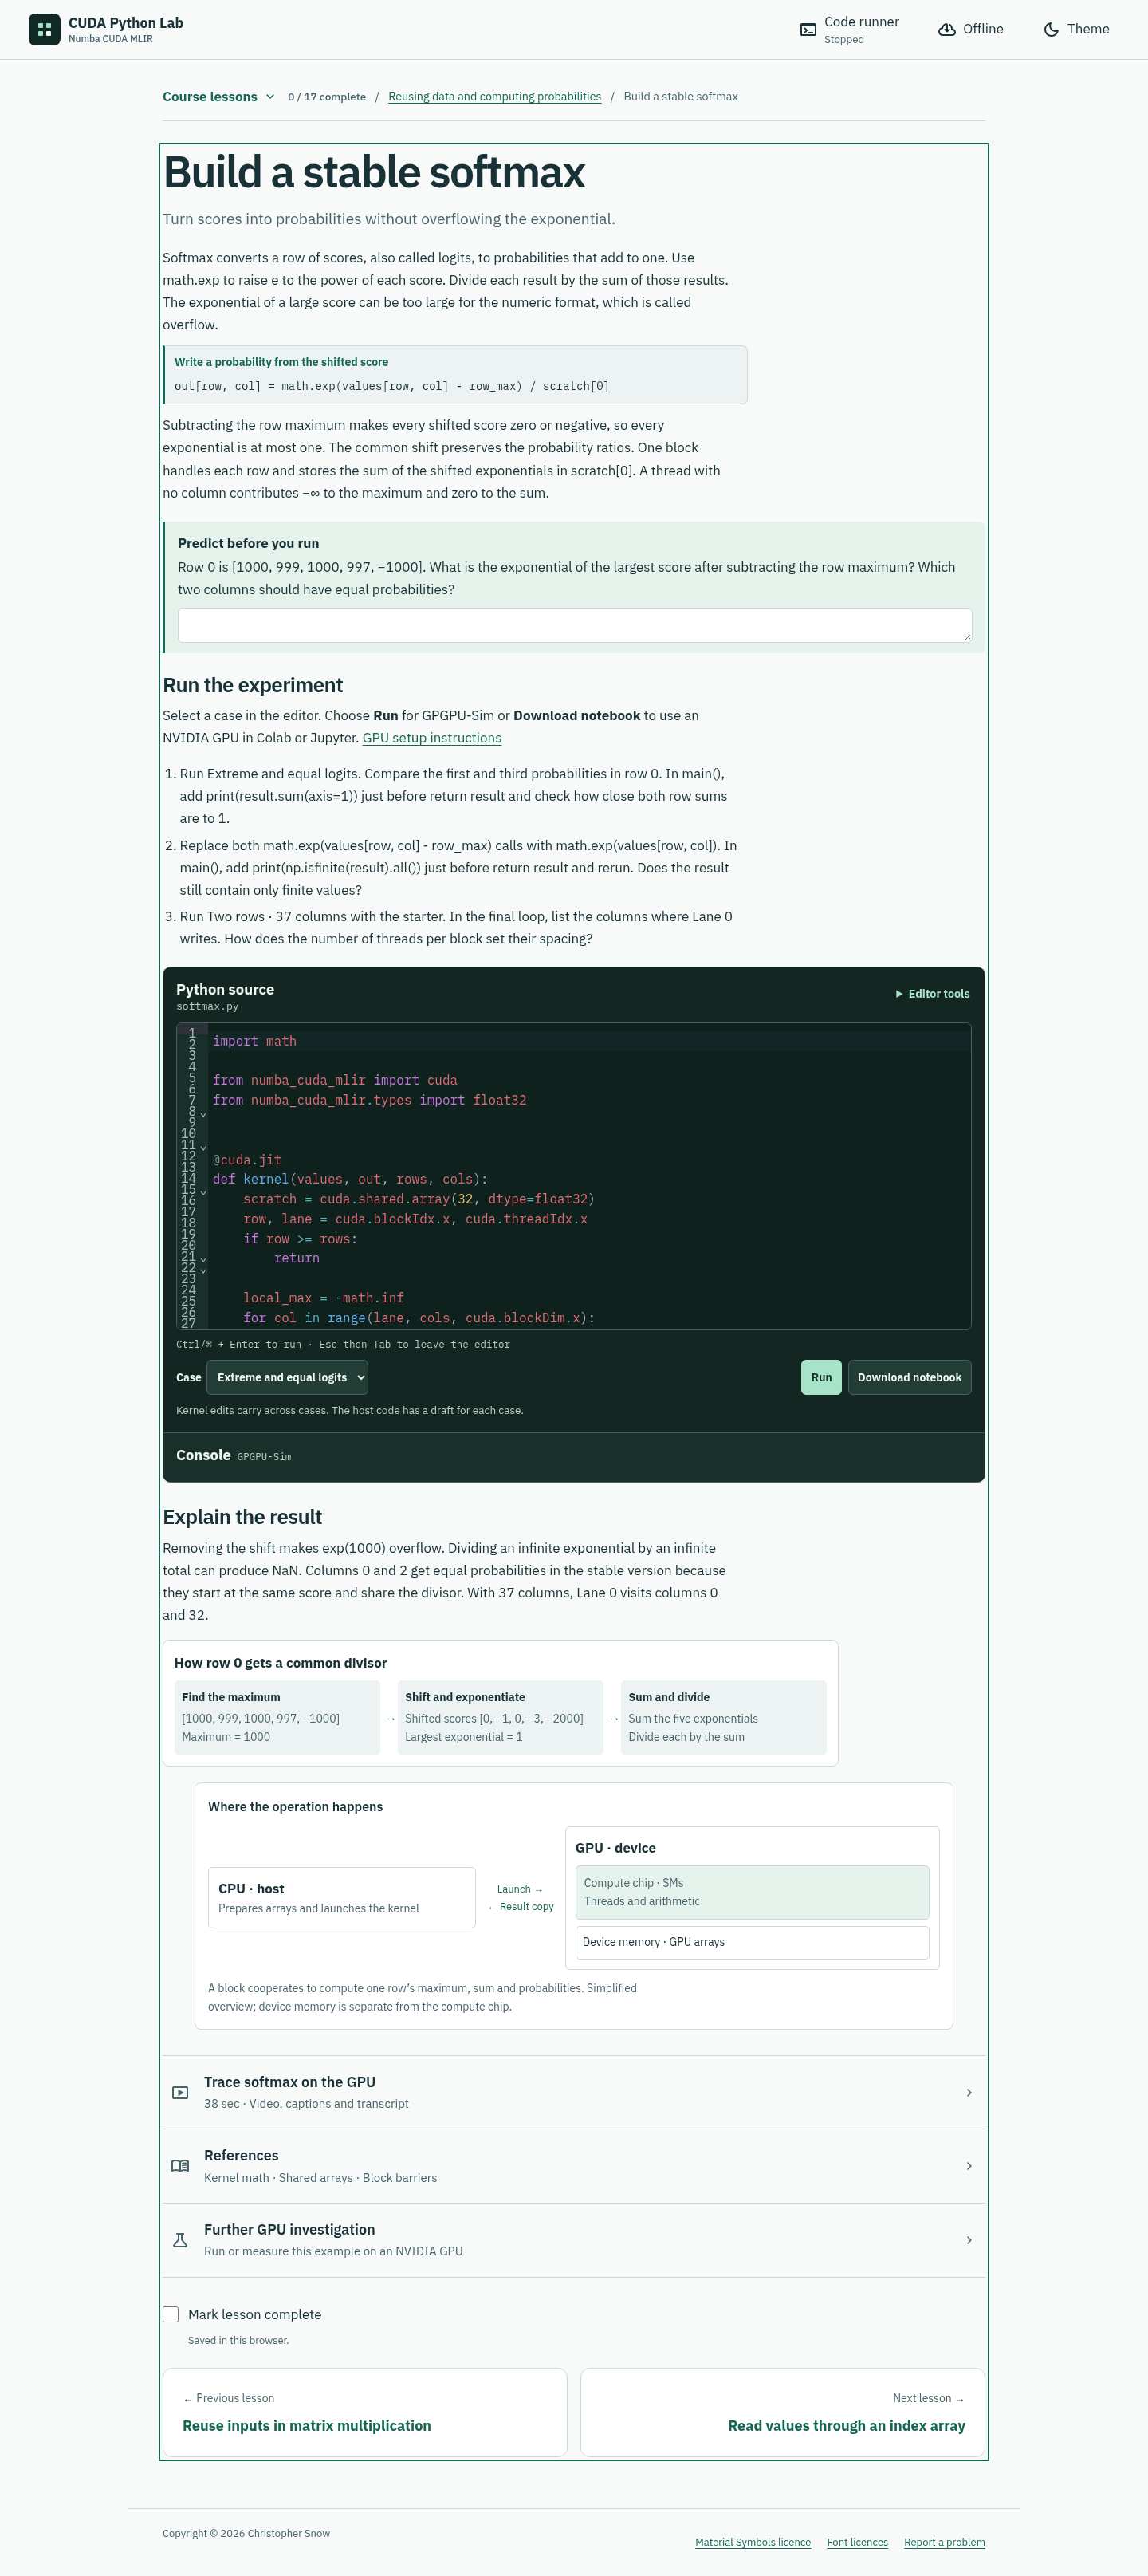 CUDA Python Lab
Numba CUDA MLIR
Code runner
Stopped
Offline
Theme
Course lessons
0 / 17 complete / Reusing data and computing probabilities / Build a stable softmax
Build a stable softmax
Turn scores into probabilities without overflowing the exponential.
Softmax converts a row of scores, also called logits, to probabilities that add to one. Use
math.exp to raise e to the power of each score. Divide each result by the sum of those results.
The exponential of a large score can be too large for the numeric format, which is called
overflow.
Write a probability from the shifted score
out[row, col] = math.exp(values[row, col] - row_max) / scratch[0]
Subtracting the row maximum makes every shifted score zero or negative, so every
exponential is at most one. The common shift preserves the probability ratios. One block
handles each row and stores the sum of the shifted exponentials in scratch[0]. A thread with
no column contributes −∞ to the maximum and zero to the sum.
Predict before you run
Row 0 is [1000, 999, 1000, 997, −1000]. What is the exponential of the largest score after subtracting the row maximum? Which
two columns should have equal probabilities?
Run the experiment
Select a case in the editor. Choose Run for GPGPU-Sim or Download notebook to use an
NVIDIA GPU in Colab or Jupyter. GPU setup instructions
1. Run Extreme and equal logits. Compare the first and third probabilities in row 0. In main(),
add print(result.sum(axis=1)) just before return result and check how close both row sums
are to 1.
2. Replace both math.exp(values[row, col] - row_max) calls with math.exp(values[row, col]). In
main(), add print(np.isfinite(result).all()) just before return result and rerun. Does the result
still contain only finite values?
3. Run Two rows · 37 columns with the starter. In the final loop, list the columns where Lane 0
writes. How does the number of threads per block set their spacing?
Python source
softmax.py
Editor tools
1
2
3
4
5
6
7
8
9
10
11
12
13
14
15
16
17
18
19
20
21
22
23
24
25
26
27
import math
from numba_cuda_mlir import cuda
from numba_cuda_mlir.types import float32
@cuda.jit
def kernel(values, out, rows, cols):
scratch = cuda.shared.array(32, dtype=float32)
row, lane = cuda.blockIdx.x, cuda.threadIdx.x
if row >= rows:
return
local_max = -math.inf
for col in range(lane, cols, cuda.blockDim.x):
Ctrl/⌘ + Enter to run · Esc then Tab to leave the editor
Case Extreme and equal logits
Run
Download notebook
Kernel edits carry across cases. The host code has a draft for each case.
Console GPGPU-Sim
Explain the result
Removing the shift makes exp(1000) overflow. Dividing an infinite exponential by an infinite
total can produce NaN. Columns 0 and 2 get equal probabilities in the stable version because
they start at the same score and share the divisor. With 37 columns, Lane 0 visits columns 0
and 32.
How row 0 gets a common divisor
Find the maximum
[1000, 999, 1000, 997, −1000]
Maximum = 1000
→
Shift and exponentiate
Shifted scores [0, −1, 0, −3, −2000]
Largest exponential = 1
→
Sum and divide
Sum the five exponentials
Divide each by the sum
Where the operation happens
CPU · host
Prepares arrays and launches the kernel
Launch →
← Result copy
GPU · device
Compute chip · SMs
Threads and arithmetic
Device memory · GPU arrays
A block cooperates to compute one row’s maximum, sum and probabilities. Simplified
overview; device memory is separate from the compute chip.
Trace softmax on the GPU
38 sec · Video, captions and transcript
References
Kernel math · Shared arrays · Block barriers
Further GPU investigation
Run or measure this example on an NVIDIA GPU
Mark lesson complete
Saved in this browser.
← Previous lesson
Reuse inputs in matrix multiplication
Next lesson →
Read values through an index array
Copyright © 2026 Christopher Snow
Material Symbols licence
Font licences
Report a problem